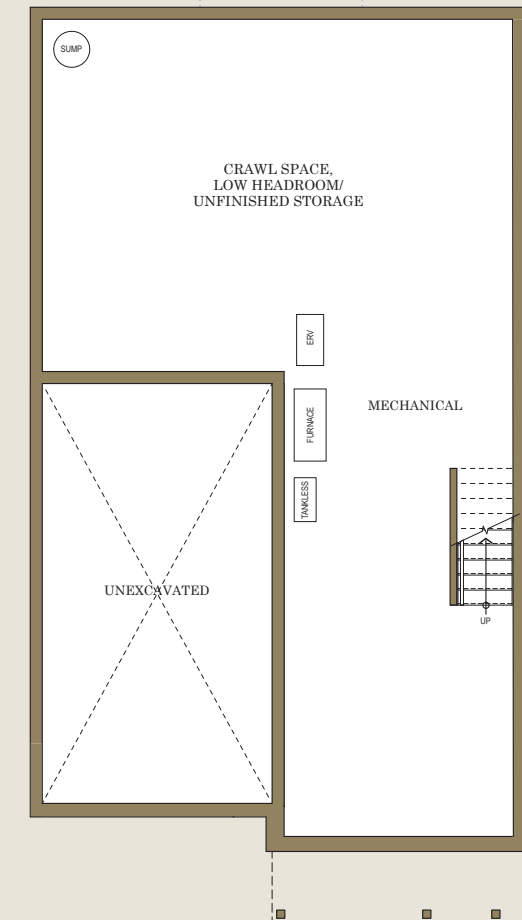 SUMP
CRAWL SPACE,
LOW HEADROOM/
UNFINISHED STORAGE
ERV
FURNACE
MECHANICAL
TANKLESS
UNEXCAVATED
UP